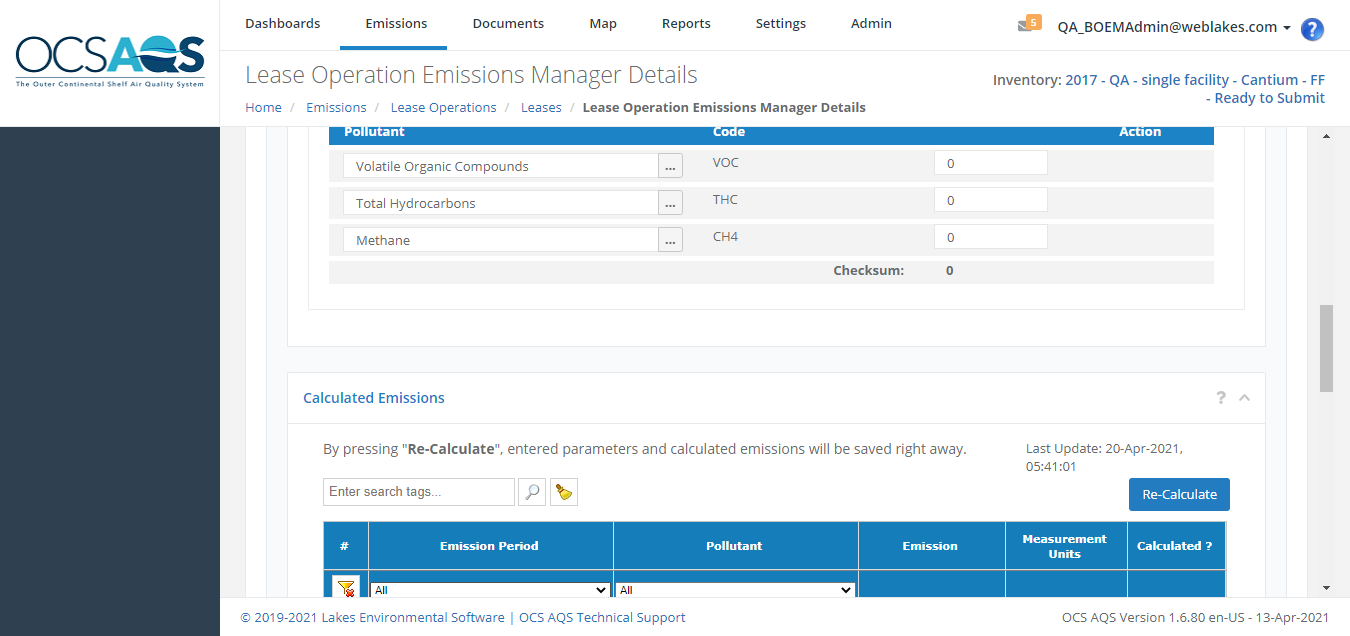 OCSAQS
The Outer Continental Shelf Air Quality System
Dashboards Emissions Documents Map Reports Settings Admin
5 QA_BOEMAdmin@weblakes.com ?
Lease Operation Emissions Manager Details
Inventory: 2017 - QA - single facility - Cantium - FF
- Ready to Submit
Home / Emissions / Lease Operations / Leases / Lease Operation Emissions Manager Details
Pollutant Code Action
Volatile Organic Compounds ... VOC 0
Total Hydrocarbons ... THC 0
Methane ... CH4 0
Checksum: 0
Calculated Emissions ?
By pressing "Re-Calculate", entered parameters and calculated emissions will be saved right away.
Last Update: 20-Apr-2021,
05:41:01
Enter search tags...
Re-Calculate
# Emission Period Pollutant Emission Measurement Units Calculated ?
All All
© 2019-2021 Lakes Environmental Software | OCS AQS Technical Support
OCS AQS Version 1.6.80 en-US - 13-Apr-2021